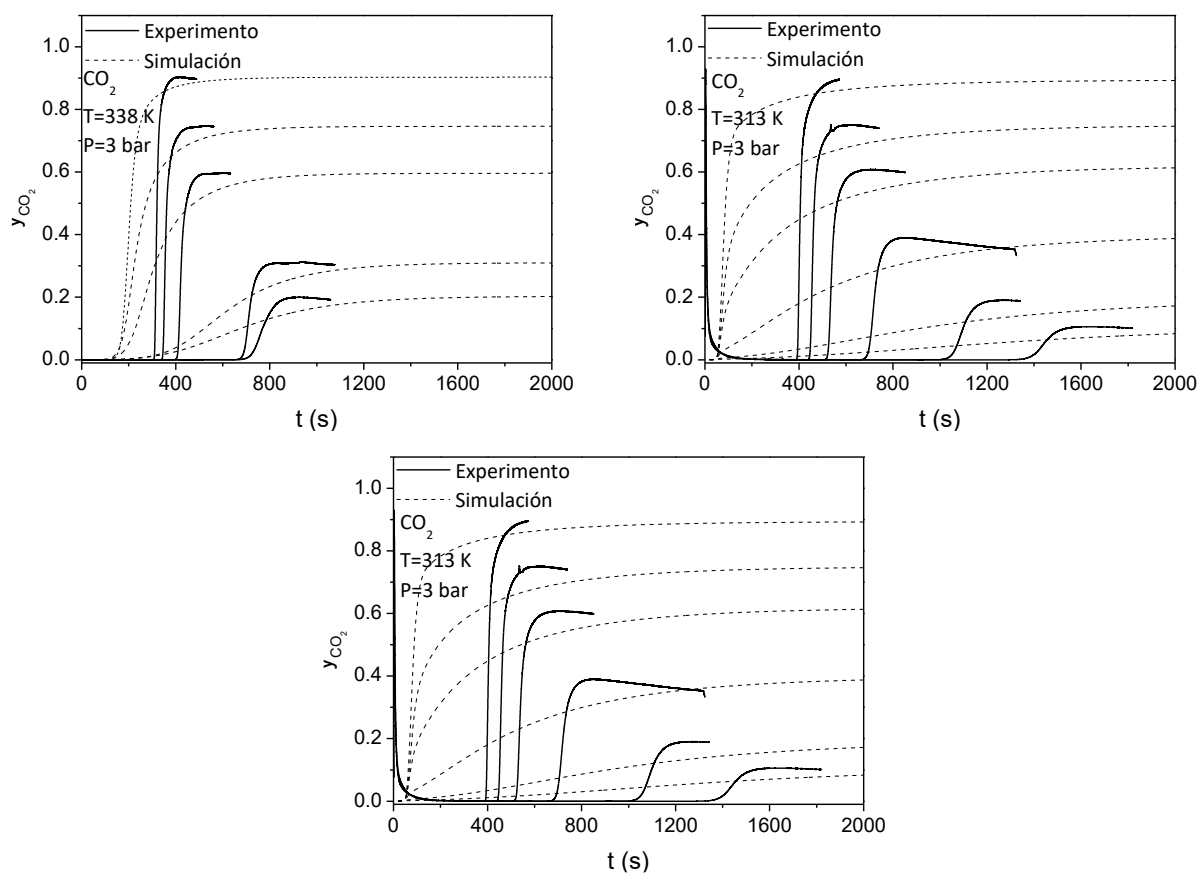 Experimento
Simulación
CO2
T=338 K
P=3 bar
1.0
0.8
0.6
0.4
0.2
0.0
yCO2
0 400 800 1200 1600 2000
t (s)
Experimento
Simulación
CO2
T=313 K
P=3 bar
1.0
0.8
0.6
0.4
0.2
0.0
yCO2
0 400 800 1200 1600 2000
t (s)
Experimento
Simulación
CO2
T=313 K
P=3 bar
1.0
0.8
0.6
0.4
0.2
0.0
yCO2
0 400 800 1200 1600 2000
t (s)